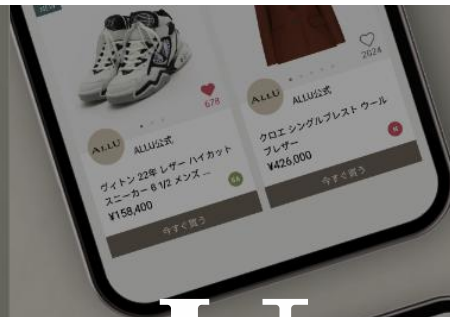 678
ALLU
ALLU公式
ヴィトン 22年 レザー ハイカット
スニーカー 6 1/2 メンズ ...
¥158,400
今すぐ買う
2024
ALLU
ALLU公式
クロエ シングルブレスト ウール
ブレザー
¥426,000
今すぐ買う